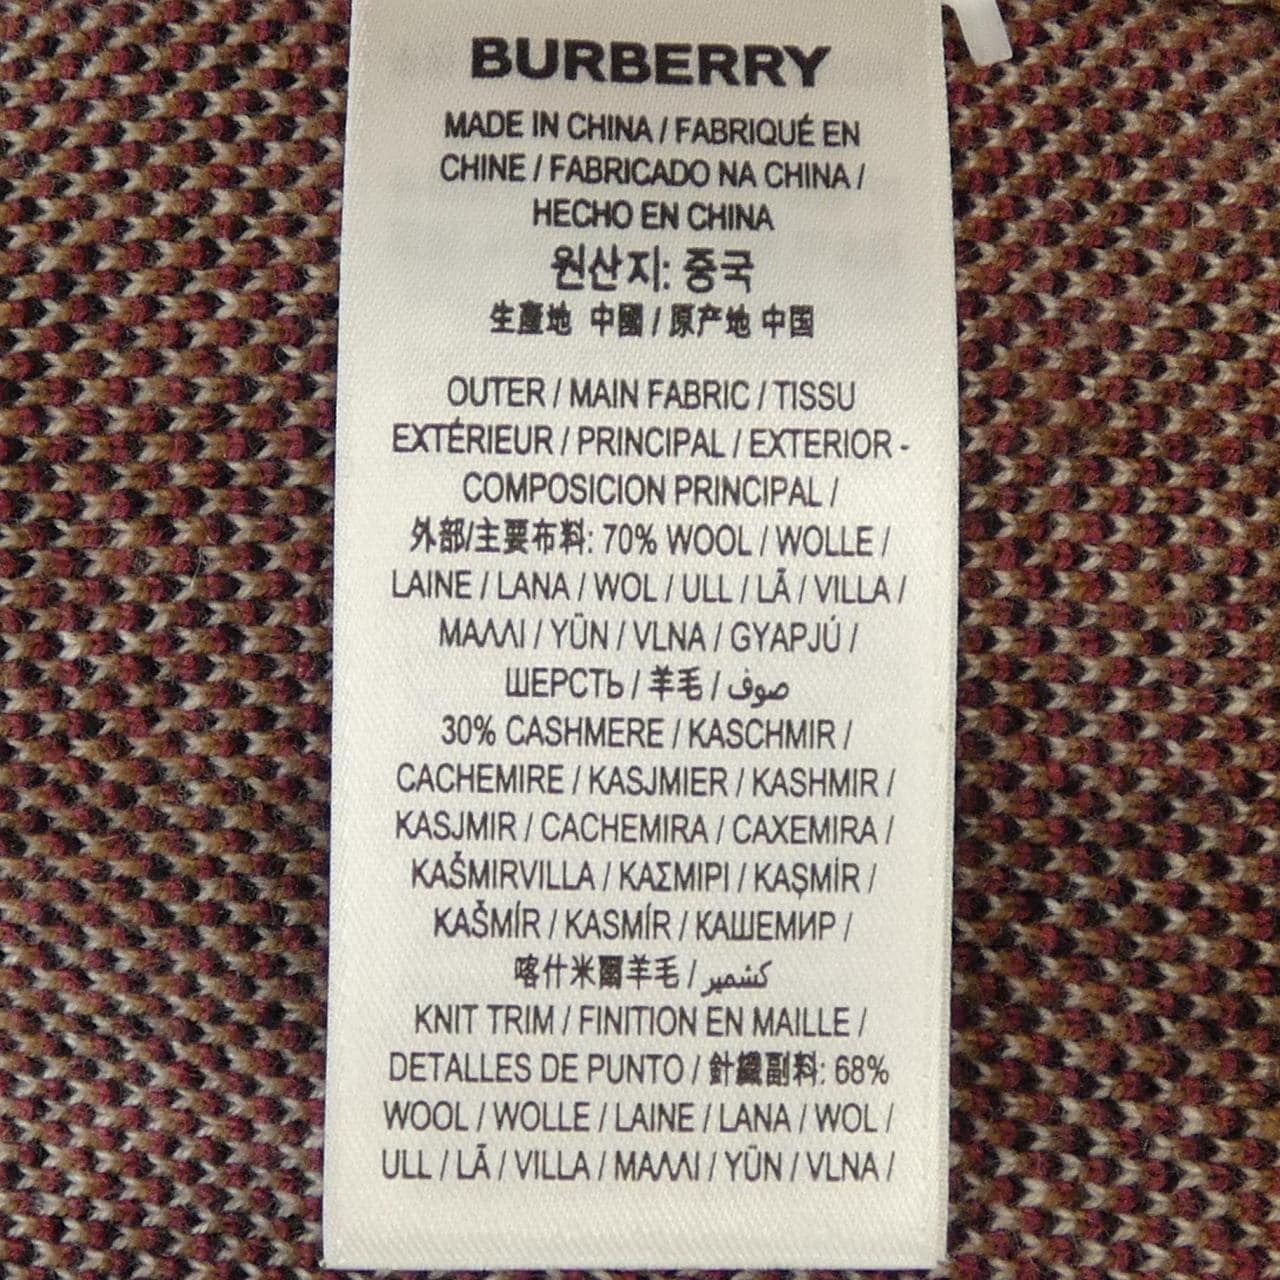 BURBERRY
MADE IN CHINA / FABRIQUÉ EN
CHINE / FABRICADO NA CHINA /
HECHO EN CHINA
원산지: 중국
生產地 中國 / 原产地 中国
OUTER / MAIN FABRIC / TISSU
EXTÉRIEUR / PRINCIPAL / EXTERIOR -
COMPOSICION PRINCIPAL /
外部/主要布料: 70% WOOL / WOLLE /
LAINE / LANA / WOL / ULL / LÃ / VILLA /
ΜΑΛΛΙ / YÜN / VLNA / GYAPJÚ /
ШЕРСТЬ / 羊毛 / صوف
30% CASHMERE / KASCHMIR /
CACHEMIRE / KASJMIER / KASHMIR /
KASJMIR / CACHEMIRA / CAXEMIRA /
KAŠMIRVILLA / ΚΑΣΜΙΡΙ / KAŞMİR /
KAŠMÍR / KASMÍR / КАШЕМИР /
喀什米爾羊毛 / كشمير
KNIT TRIM / FINITION EN MAILLE /
DETALLES DE PUNTO / 針織副料: 68%
WOOL / WOLLE / LAINE / LANA / WOL /
ULL / LÃ / VILLA / ΜΑΛΛΙ / YÜN / VLNA /